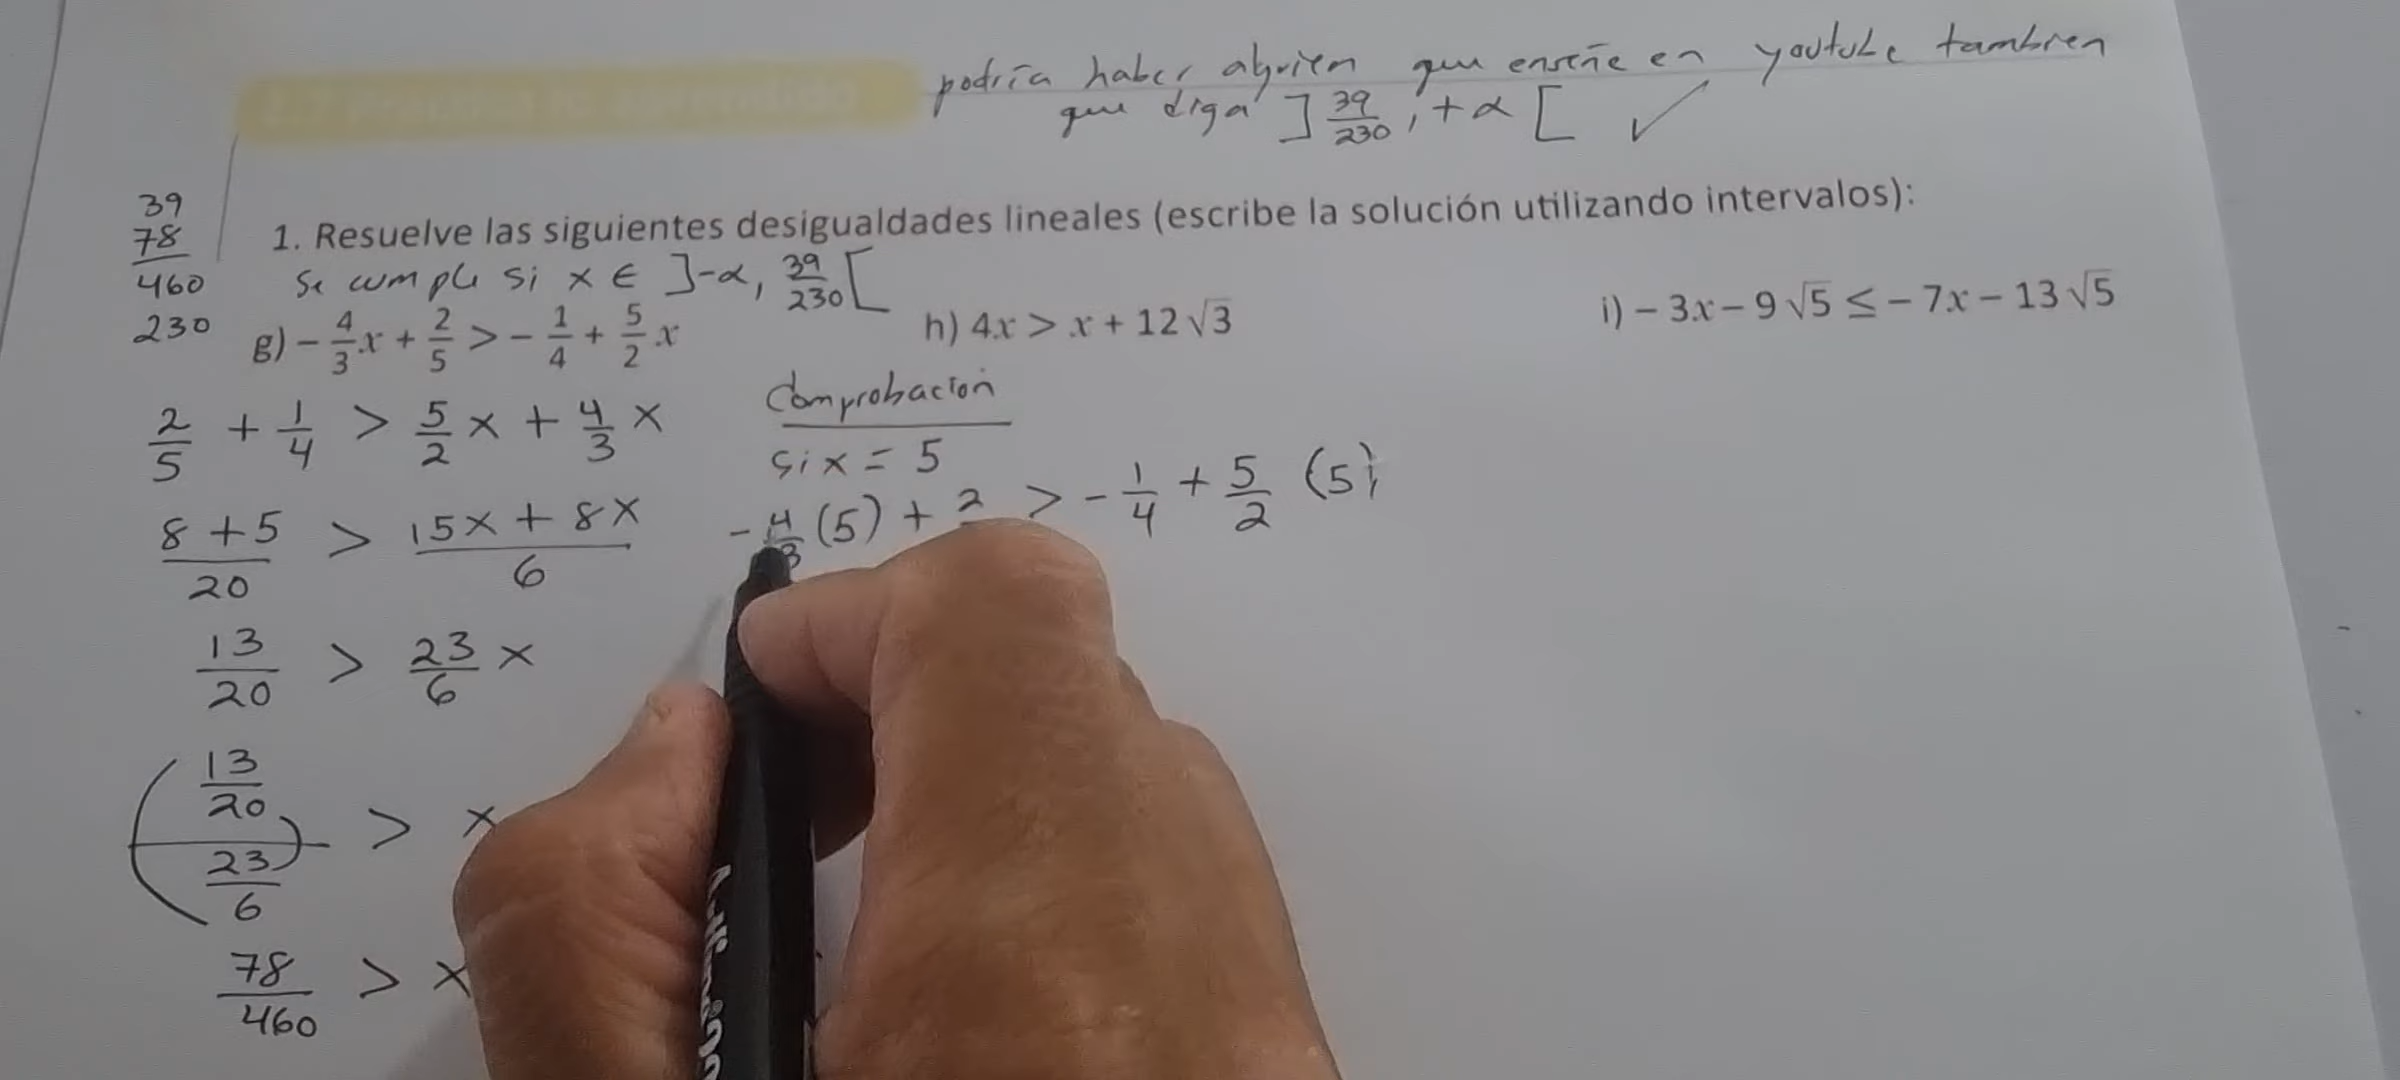 podría haber alguien que enseñe en youtube tambien
que diga ] 39/230 , +α [ ✓
39
78
460
230
1. Resuelve las siguientes desigualdades lineales (escribe la solución utilizando intervalos):
Se cumple si x ∈ ]-α, 39/230 [
g) - 4/3 x + 2/5 > - 1/4 + 5/2 x
h) 4x > x + 12 √3
i) - 3x - 9 √5 ≤ - 7x - 13 √5
2/5 + 1/4 > 5/2 x + 4/3 x
8 + 5 / 20 > 15x + 8x / 6
13/20 > 23/6 x
(13/20) / (23/6) > x
78/460 > x
Comprobación
si x = 5
- 4/3 (5) + 2 > - 1/4 + 5/2 (5)